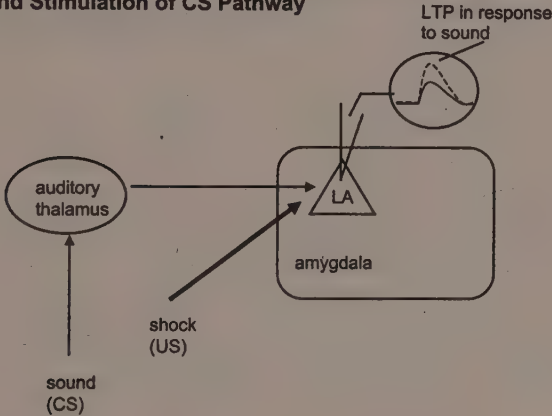 nd Stimulation of CS Pathway
LTP in response
to sound
auditory
thalamus
LA
amygdala
shock
(US)
sound
(CS)